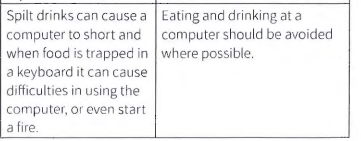 Spilt drinks can cause a
computer to short and
when food is trapped in
a keyboard it can cause
difficulties in using the
computer, or even start
a fire.
Eating and drinking at a
computer should be avoided
where possible.